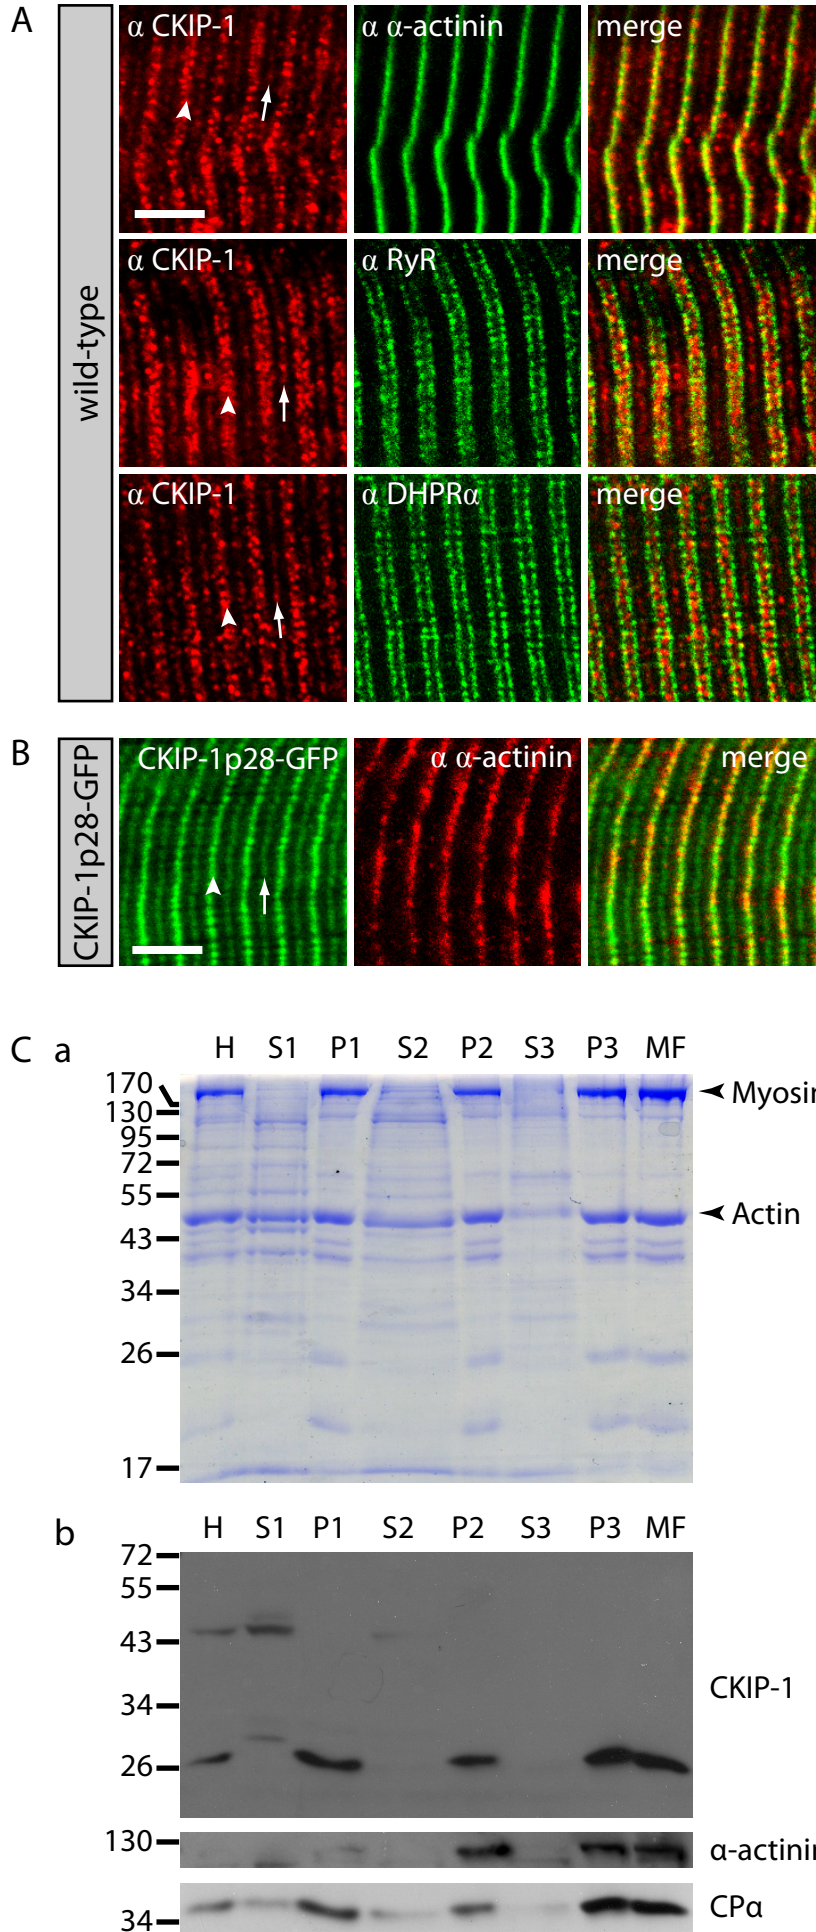 A
wild-type
α CKIP-1
α α-actinin
merge
α CKIP-1
α RyR
merge
α CKIP-1
α DHPRα
merge
B
CKIP-1p28-GFP
CKIP-1p28-GFP
α α-actinin
merge
C a
H S1 P1 S2 P2 S3 P3 MF
170
130
95
72
55
43
34
26
17
Myosin
Actin
b
H S1 P1 S2 P2 S3 P3 MF
72
55
43
34
26
CKIP-1
130
α-actinin
34
CPα